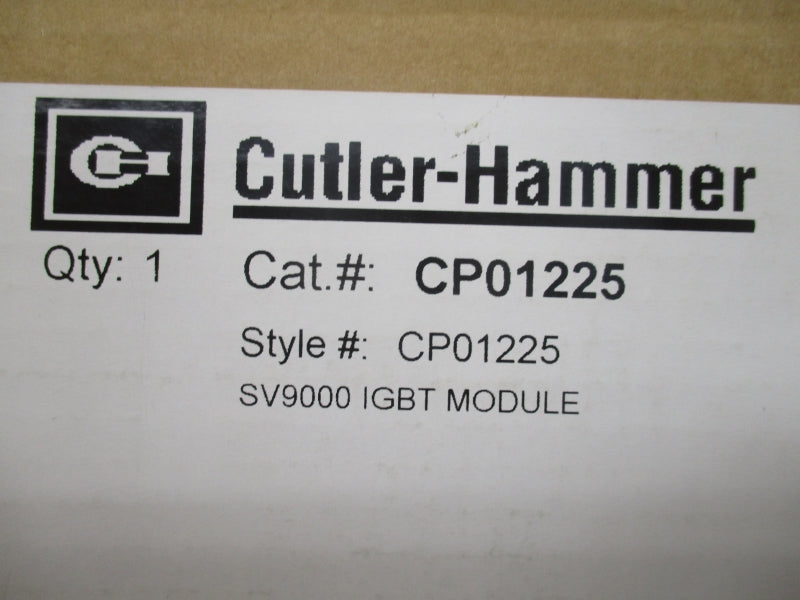 Cutler-Hammer
Qty: 1 Cat.#: CP01225
Style #: CP01225
SV9000 IGBT MODULE